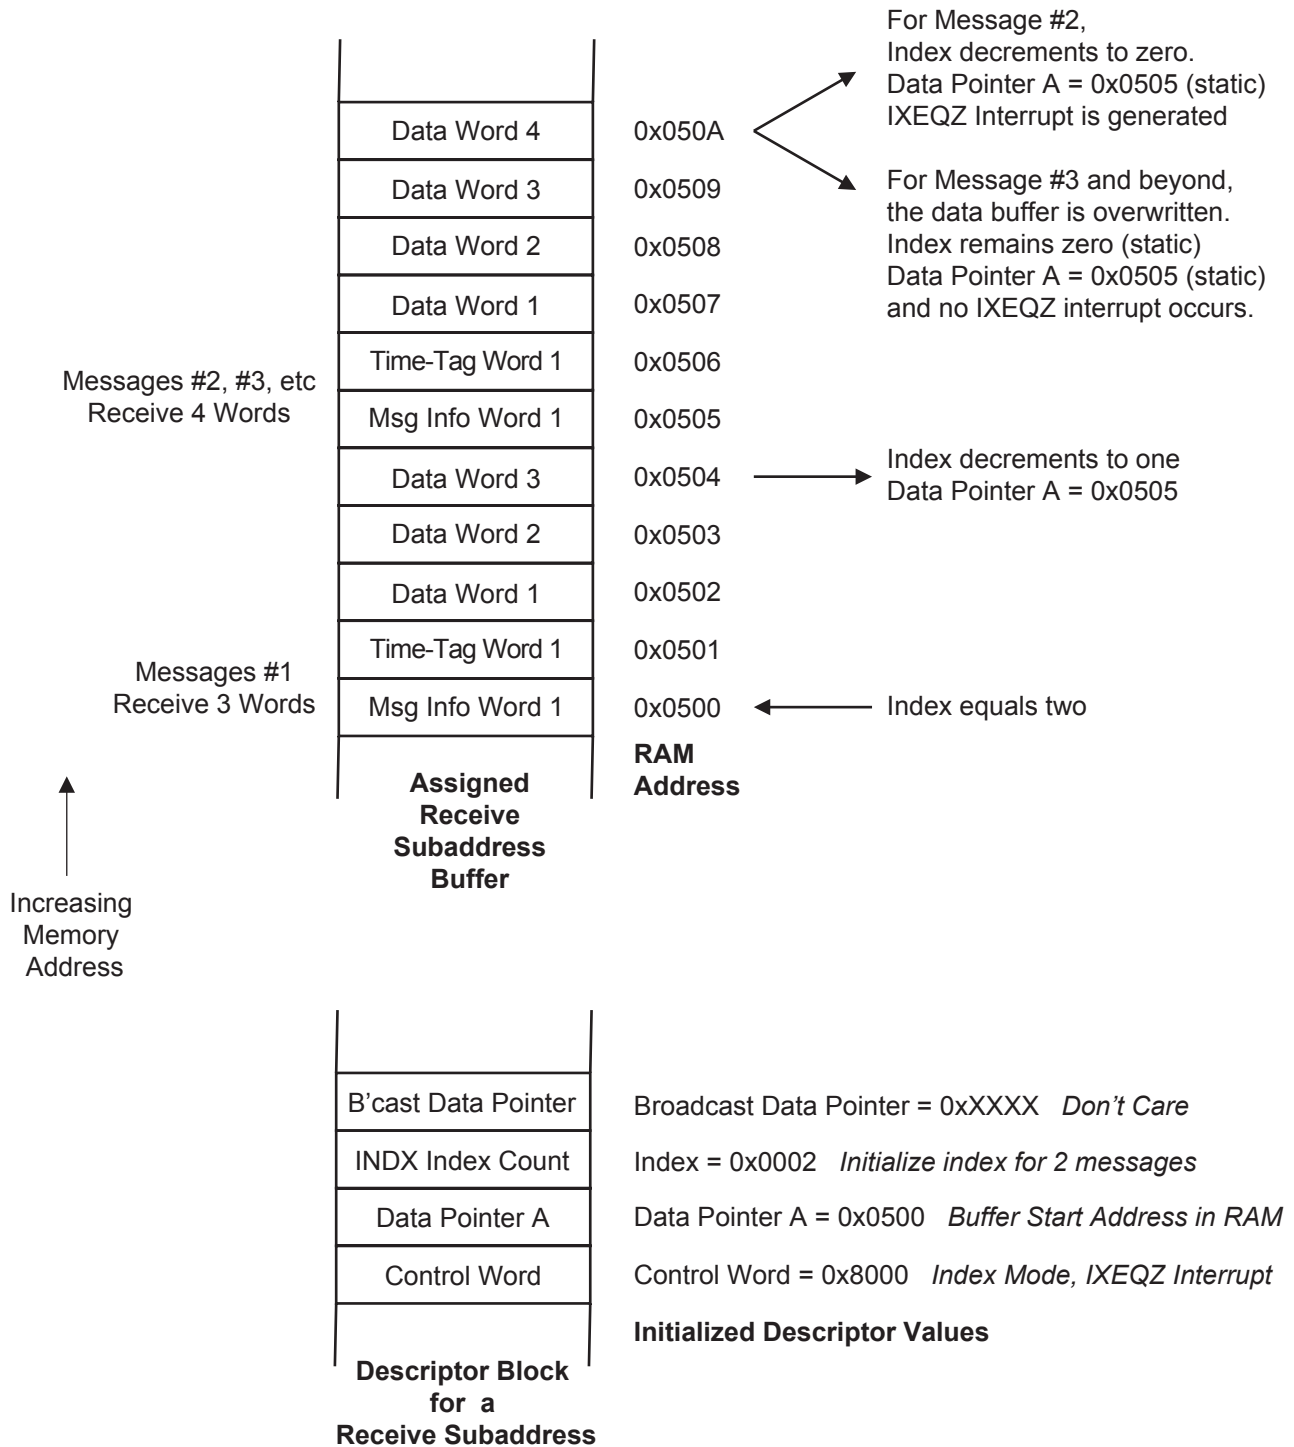 For Message #2,
Index decrements to zero.
Data Pointer A = 0x0505 (static)
IXEQZ Interrupt is generated
Data Word 4 0x050A
For Message #3 and beyond,
the data buffer is overwritten.
Index remains zero (static)
Data Pointer A = 0x0505 (static)
and no IXEQZ interrupt occurs.
Data Word 3 0x0509
Data Word 2 0x0508
Data Word 1 0x0507
Time-Tag Word 1 0x0506
Messages #2, #3, etc
Receive 4 Words
Msg Info Word 1 0x0505
Data Word 3 0x0504
Index decrements to one
Data Pointer A = 0x0505
Data Word 2 0x0503
Data Word 1 0x0502
Time-Tag Word 1 0x0501
Messages #1
Receive 3 Words
Msg Info Word 1 0x0500 Index equals two
RAM
Address
Assigned
Receive
Subaddress
Buffer
Increasing
Memory
Address
B’cast Data Pointer Broadcast Data Pointer = 0xXXXX Don’t Care
INDX Index Count Index = 0x0002 Initialize index for 2 messages
Data Pointer A Data Pointer A = 0x0500 Buffer Start Address in RAM
Control Word Control Word = 0x8000 Index Mode, IXEQZ Interrupt
Initialized Descriptor Values
Descriptor Block
for a
Receive Subaddress